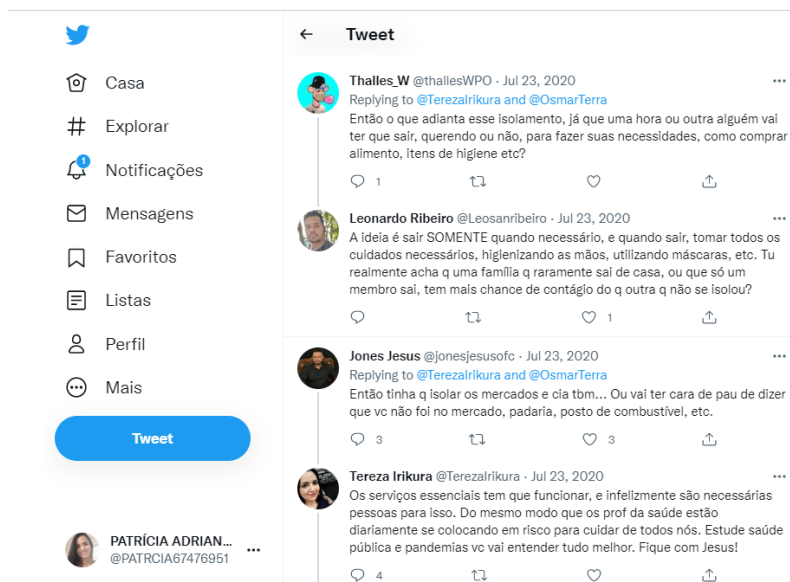 Tweet
Casa
Explorar
1
Notificações
Mensagens
Favoritos
Listas
Perfil
Mais
Tweet
PATRÍCIA ADRIAN...
@PATRCIA67476951
Thalles_W @thallesWPO · Jul 23, 2020
Replying to @TerezaIrikura and @OsmarTerra
Então o que adianta esse isolamento, já que uma hora ou outra alguém vai
ter que sair, querendo ou não, para fazer suas necessidades, como comprar
alimento, itens de higiene etc?
1
Leonardo Ribeiro @Leosanribeiro · Jul 23, 2020
A ideia é sair SOMENTE quando necessário, e quando sair, tomar todos os
cuidados necessários, higienizando as mãos, utilizando máscaras, etc. Tu
realmente acha q uma família q raramente sai de casa, ou que só um
membro sai, tem mais chance de contágio do q outra q não se isolou?
1
Jones Jesus @jonesjesusofc · Jul 23, 2020
Replying to @TerezaIrikura and @OsmarTerra
Então tinha q isolar os mercados e cia tbm... Ou vai ter cara de pau de dizer
que vc não foi no mercado, padaria, posto de combustível, etc.
3 3
Tereza Irikura @TerezaIrikura · Jul 23, 2020
Os serviços essenciais tem que funcionar, e infelizmente são necessárias
pessoas para isso. Do mesmo modo que os prof da saúde estão
diariamente se colocando em risco para cuidar de todos nós. Estude saúde
pública e pandemias vc vai entender tudo melhor. Fique com Jesus!
4